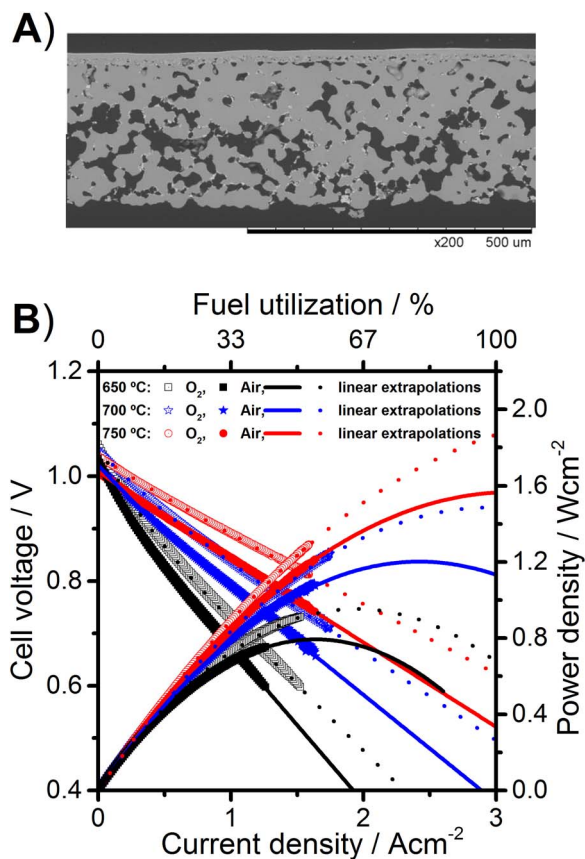 A)
x200 500 um
B)
Fuel utilization / %
0 33 67 100
1.2
1.0
0.8
0.6
0.4
Cell voltage / V
650 ºC: O₂, Air, linear extrapolations
700 ºC: O₂, Air, linear extrapolations
750 ºC: O₂, Air, linear extrapolations
2.0
1.6
1.2
0.8
0.4
0.0
Power density / Wcm⁻²
0 1 2 3
Current density / Acm⁻²